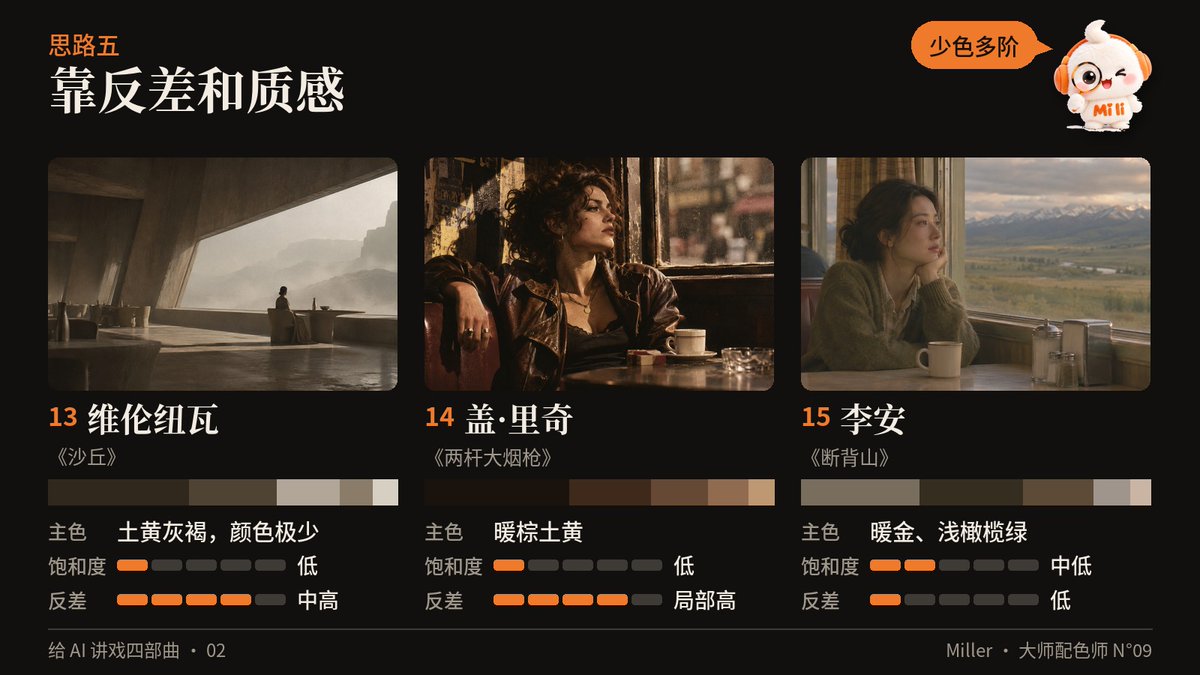 思路五
靠反差和质感
少色多阶
Mi li
13 维伦纽瓦
《沙丘》
主色 土黄灰褐，颜色极少
饱和度 低
反差 中高
14 盖·里奇
《两杆大烟枪》
主色 暖棕土黄
饱和度 低
反差 局部高
15 李安
《断背山》
主色 暖金、浅橄榄绿
饱和度 中低
反差 低
给 AI 讲戏四部曲 · 02
Miller · 大师配色师 N°09